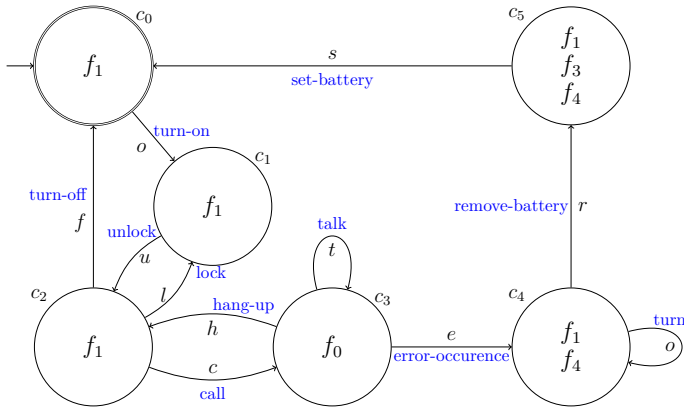 c0
c5
f1
f1
f3
f4
s
set-battery
turn-on
o
c1
f1
turn-off
f
unlock
u
lock
l
remove-battery
r
talk
t
c2
hang-up
h
c3
c4
f1
f0
e
error-occurence
f1
f4
turn
o
c
call